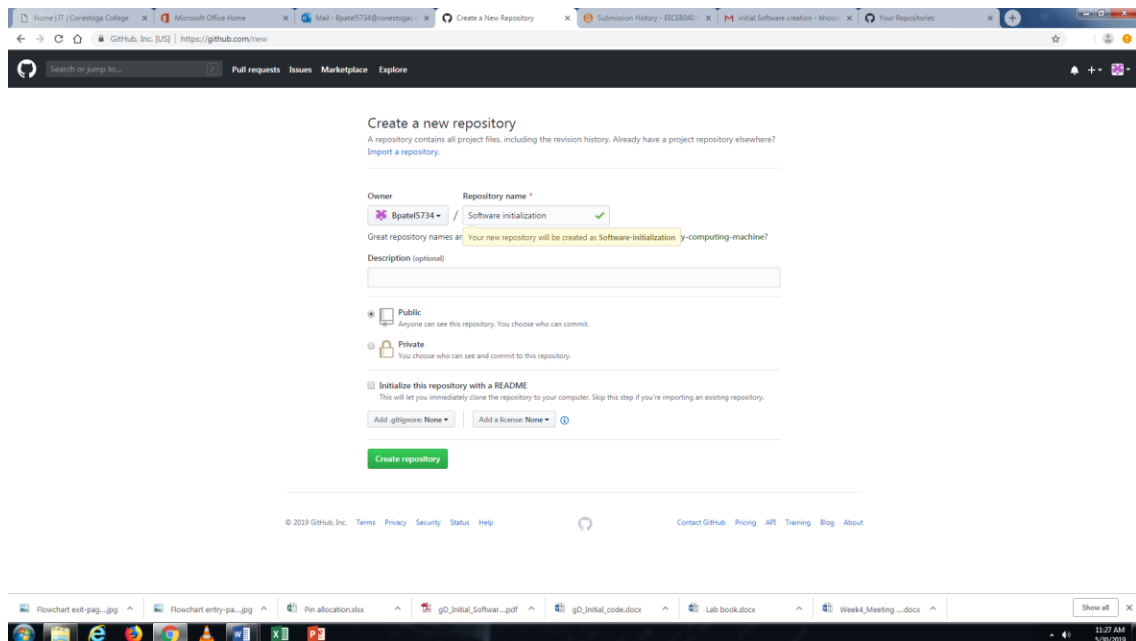 Home | IT | Conestoga College
Microsoft Office Home
Mail - Bpatel5734@conestogac
Create a New Repository
Submission History - EECE8040
initial Software creation - bhoom
Your Repositories
GitHub, Inc. [US] | https://github.com/new
Search or jump to...
/
Pull requests Issues Marketplace Explore
Create a new repository
A repository contains all project files, including the revision history. Already have a project repository elsewhere?
Import a repository.
Owner Repository name *
Bpatel5734 / Software initialization
Great repository names ar
Your new repository will be created as Software-initialization
y-computing-machine?
Description (optional)
Public
Anyone can see this repository. You choose who can commit.
Private
You choose who can see and commit to this repository.
Initialize this repository with a README
This will let you immediately clone the repository to your computer. Skip this step if you're importing an existing repository.
Add .gitignore: None Add a license: None
Create repository
© 2019 GitHub, Inc. Terms Privacy Security Status Help Contact GitHub Pricing API Training Blog About
Flowchart exit-pag...jpg Flowchart entry-pa...jpg Pin allocation.xlsx gD_Initial_Softwar....pdf gD_Initial_code.docx Lab book.docx Week4_Meeting ....docx Show all
11:27 AM
5/30/2019